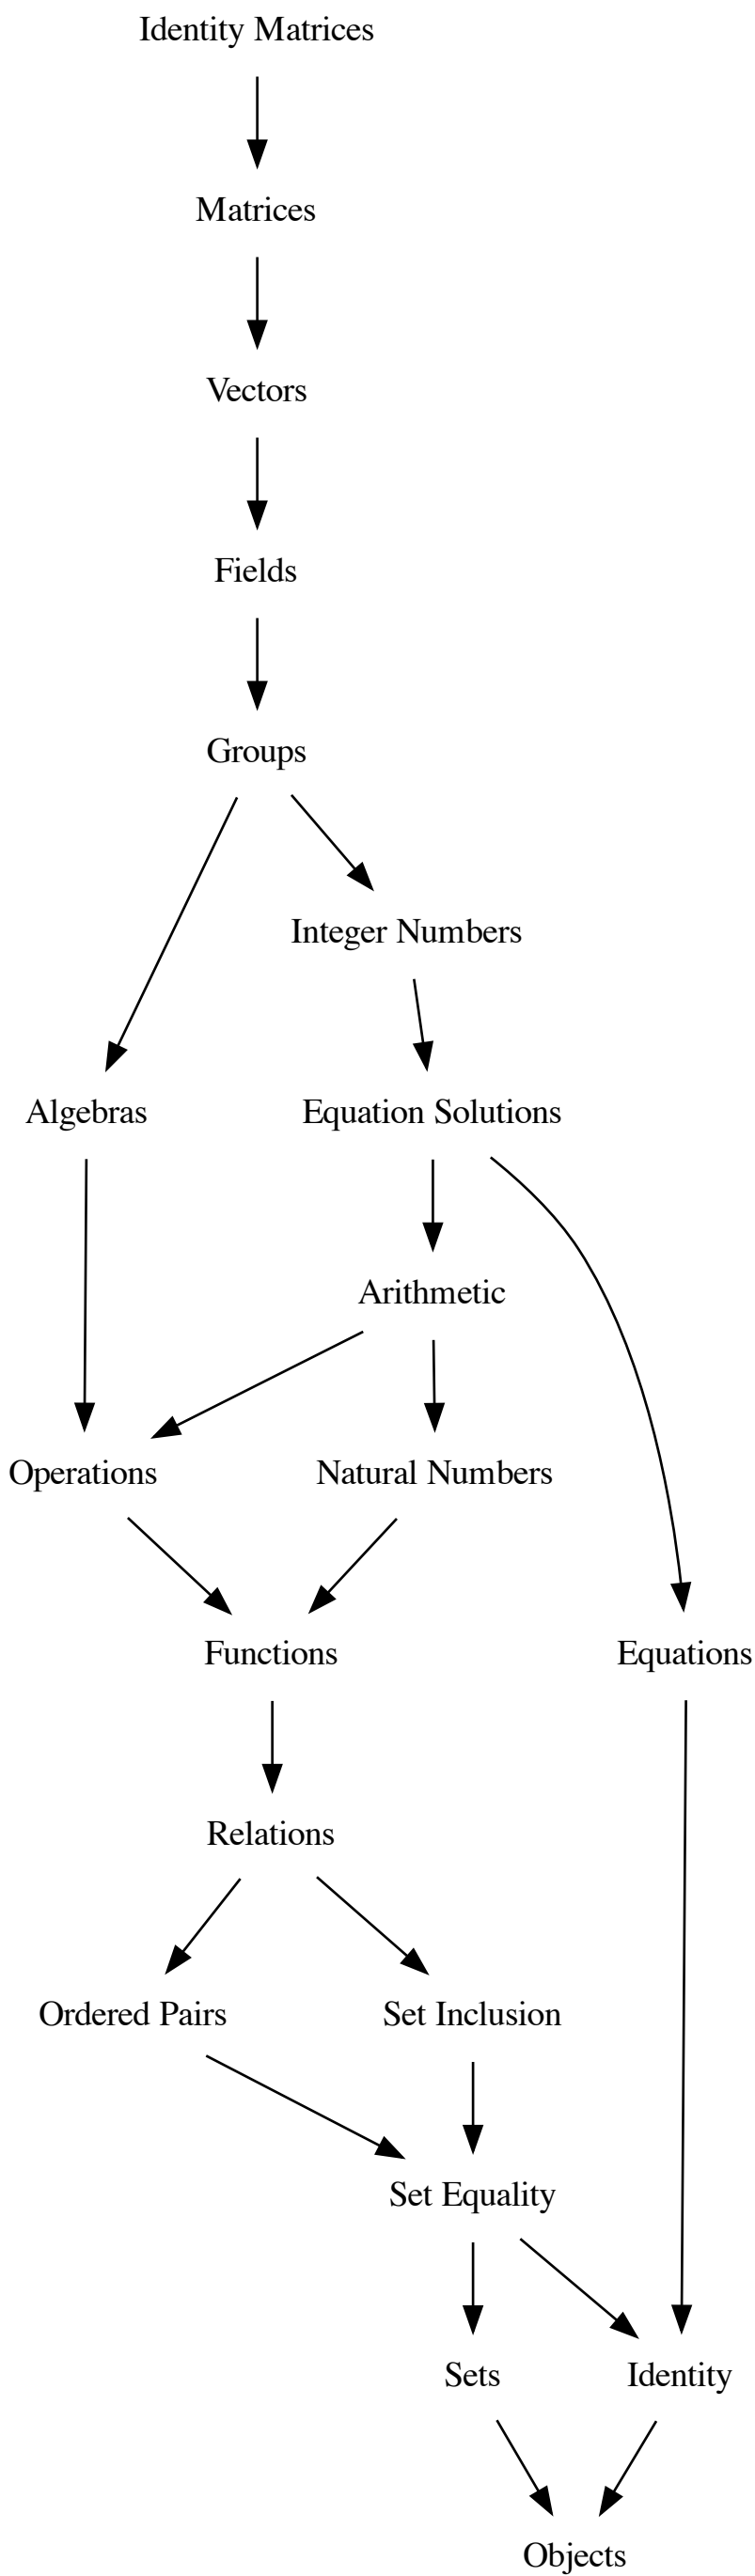 Identity Matrices
Matrices
Vectors
Fields
Groups
Integer Numbers
Algebras
Equation Solutions
Arithmetic
Operations
Natural Numbers
Functions
Equations
Relations
Ordered Pairs
Set Inclusion
Set Equality
Sets
Identity
Objects